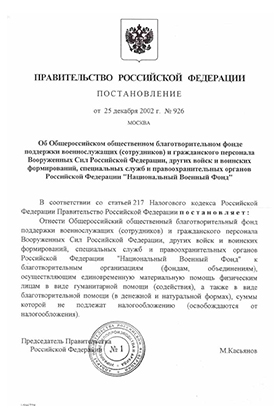 ПРАВИТЕЛЬСТВО РОССИЙСКОЙ ФЕДЕРАЦИИ
ПОСТАНОВЛЕНИЕ
от 25 декабря 2002 г. № 926
МОСКВА
Об Общероссийском общественном благотворительном фонде
поддержки военнослужащих (сотрудников) и гражданского персонала
Вооруженных Сил Российской Федерации, других войск и воинских
формирований, специальных служб и правоохранительных органов
Российской Федерации "Национальный Военный Фонд"
В соответствии со статьей 217 Налогового кодекса Российской
Федерации Правительство Российской Федерации постановляет:
Отнести Общероссийский общественный благотворительный фонд
поддержки военнослужащих (сотрудников) и гражданского персонала
Вооруженных Сил Российской Федерации, других войск и воинских
формирований, специальных служб и правоохранительных органов
Российской Федерации "Национальный Военный Фонд" к
благотворительным организациям (фондам, объединениям),
осуществляющим единовременную материальную помощь физическим
лицам в виде гуманитарной помощи (содействия), а также в виде
благотворительной помощи (в денежной и натуральной формах), суммы
которой не подлежат налогообложению (освобождаются от
налогообложения).
Председатель Правительства
Российской Федерации
№ 1
М.Касьянов